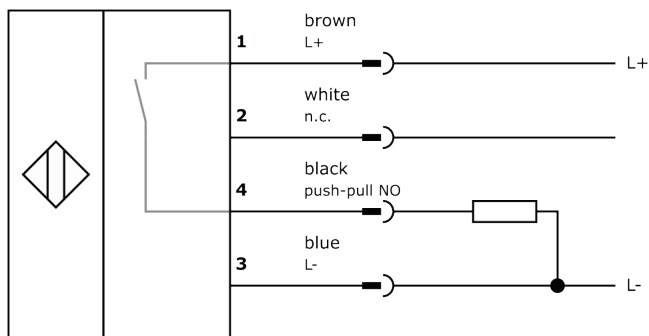 brown
1 L+ L+
white
2 n.c.
black
4 push-pull NO
blue
3 L- L-